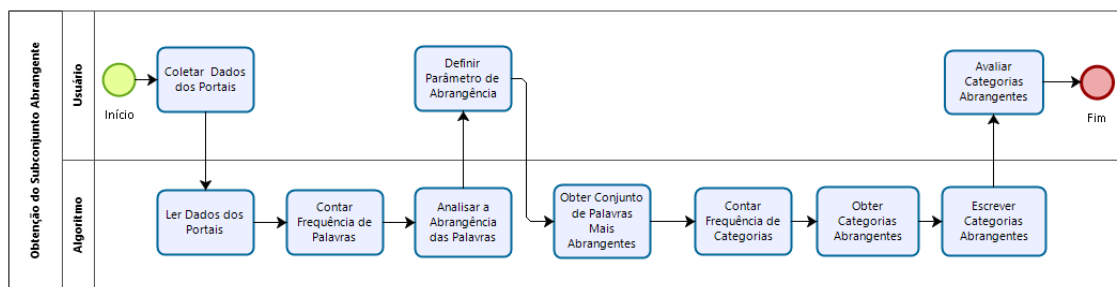 Obtenção do Subconjunto Abrangente
Usuário
Início
Coletar Dados
dos Portais
Definir
Parâmetro de
Abrangência
Avaliar
Categorias
Abrangentes
Fim
Algoritmo
Ler Dados dos
Portais
Contar
Frequência de
Palavras
Analisar a
Abrangência
das Palavras
Obter Conjunto
de Palavras
Mais
Abrangentes
Contar
Frequência de
Categorias
Obter
Categorias
Abrangentes
Escrever
Categorias
Abrangentes